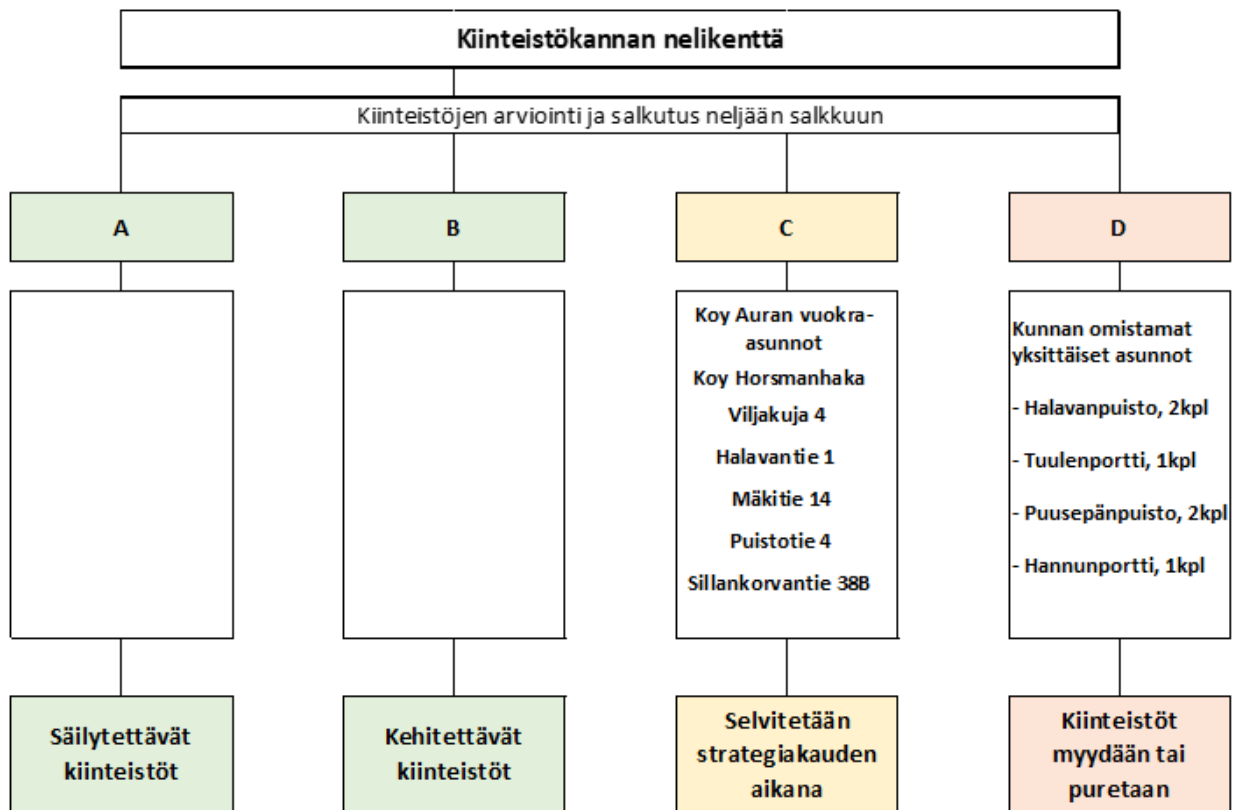 Kiinteistökannan nelikenttä
Kiinteistöjen arviointi ja salkutus neljään salkkuun
A
B
C
D
Koy Auran vuokra-
asunnot
Koy Horsmanhaka
Viljakuja 4
Halavantie 1
Mäkitie 14
Puistotie 4
Sillankorvantie 38B
Kunnan omistamat
yksittäiset asunnot
- Halavanpuisto, 2kpl
- Tuulenportti, 1kpl
- Puusepänpuisto, 2kpl
- Hannunportti, 1kpl
Säilytettävät
kiinteistöt
Kehitettävät
kiinteistöt
Selvitetään
strategiakauden
aikana
Kiinteistöt
myydään tai
puretaan